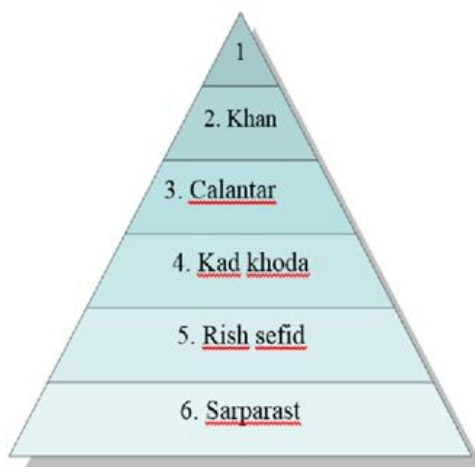 1
2. Khan
3. Calantar
4. Kad khoda
5. Rish sefid
6. Sarparast